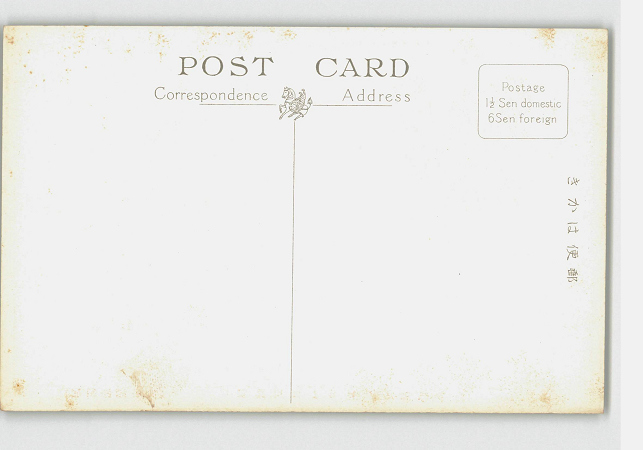 POST CARD
Correspondence Address
Postage
1½ Sen domestic
6Sen foreign
きかは便郵